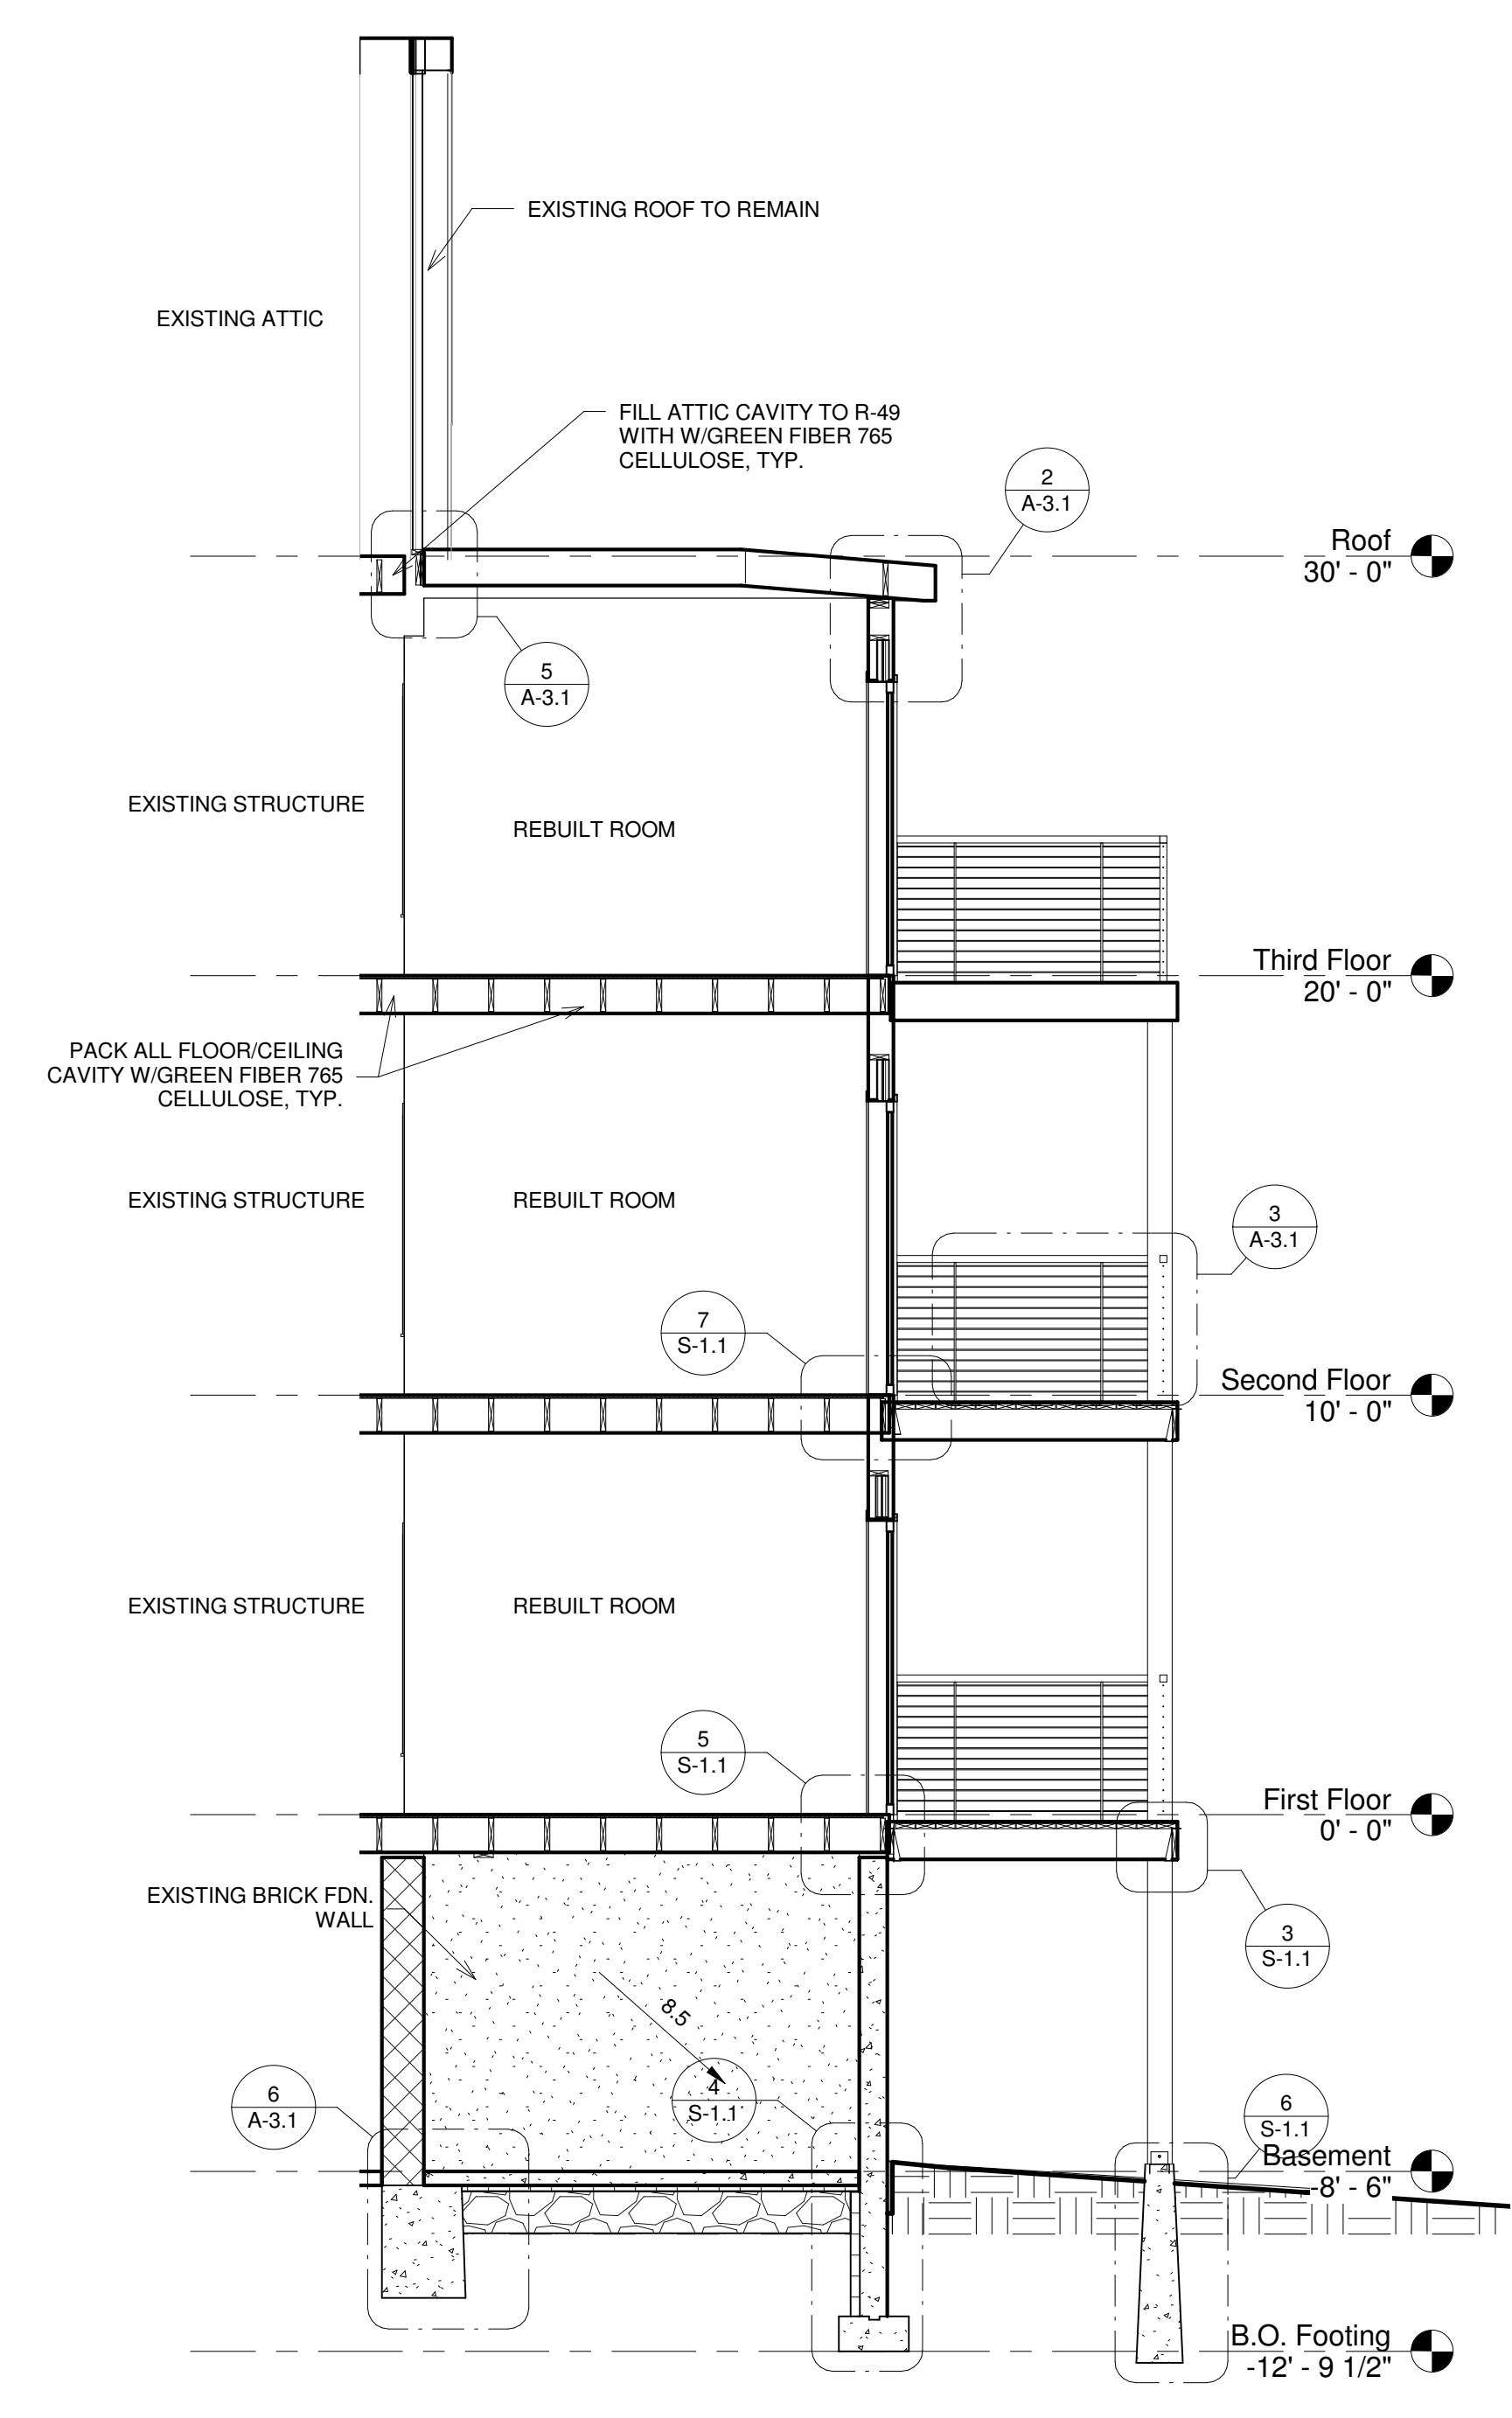 EXISTING ROOF TO REMAIN
EXISTING ATTIC
FILL ATTIC CAVITY TO R-49
WITH W/GREEN FIBER 765
CELLULOSE, TYP.
2
A-3.1
Roof
30' - 0"
5
A-3.1
EXISTING STRUCTURE
REBUILT ROOM
Third Floor
20' - 0"
PACK ALL FLOOR/CEILING
CAVITY W/GREEN FIBER 765
CELLULOSE, TYP.
EXISTING STRUCTURE
REBUILT ROOM
3
A-3.1
7
S-1.1
Second Floor
10' - 0"
EXISTING STRUCTURE
REBUILT ROOM
5
S-1.1
First Floor
0' - 0"
EXISTING BRICK FDN.
WALL
3
S-1.1
8.5
6
A-3.1
4
S-1.1
6
S-1.1
Basement
-8' - 6"
B.O. Footing
-12' - 9 1/2"